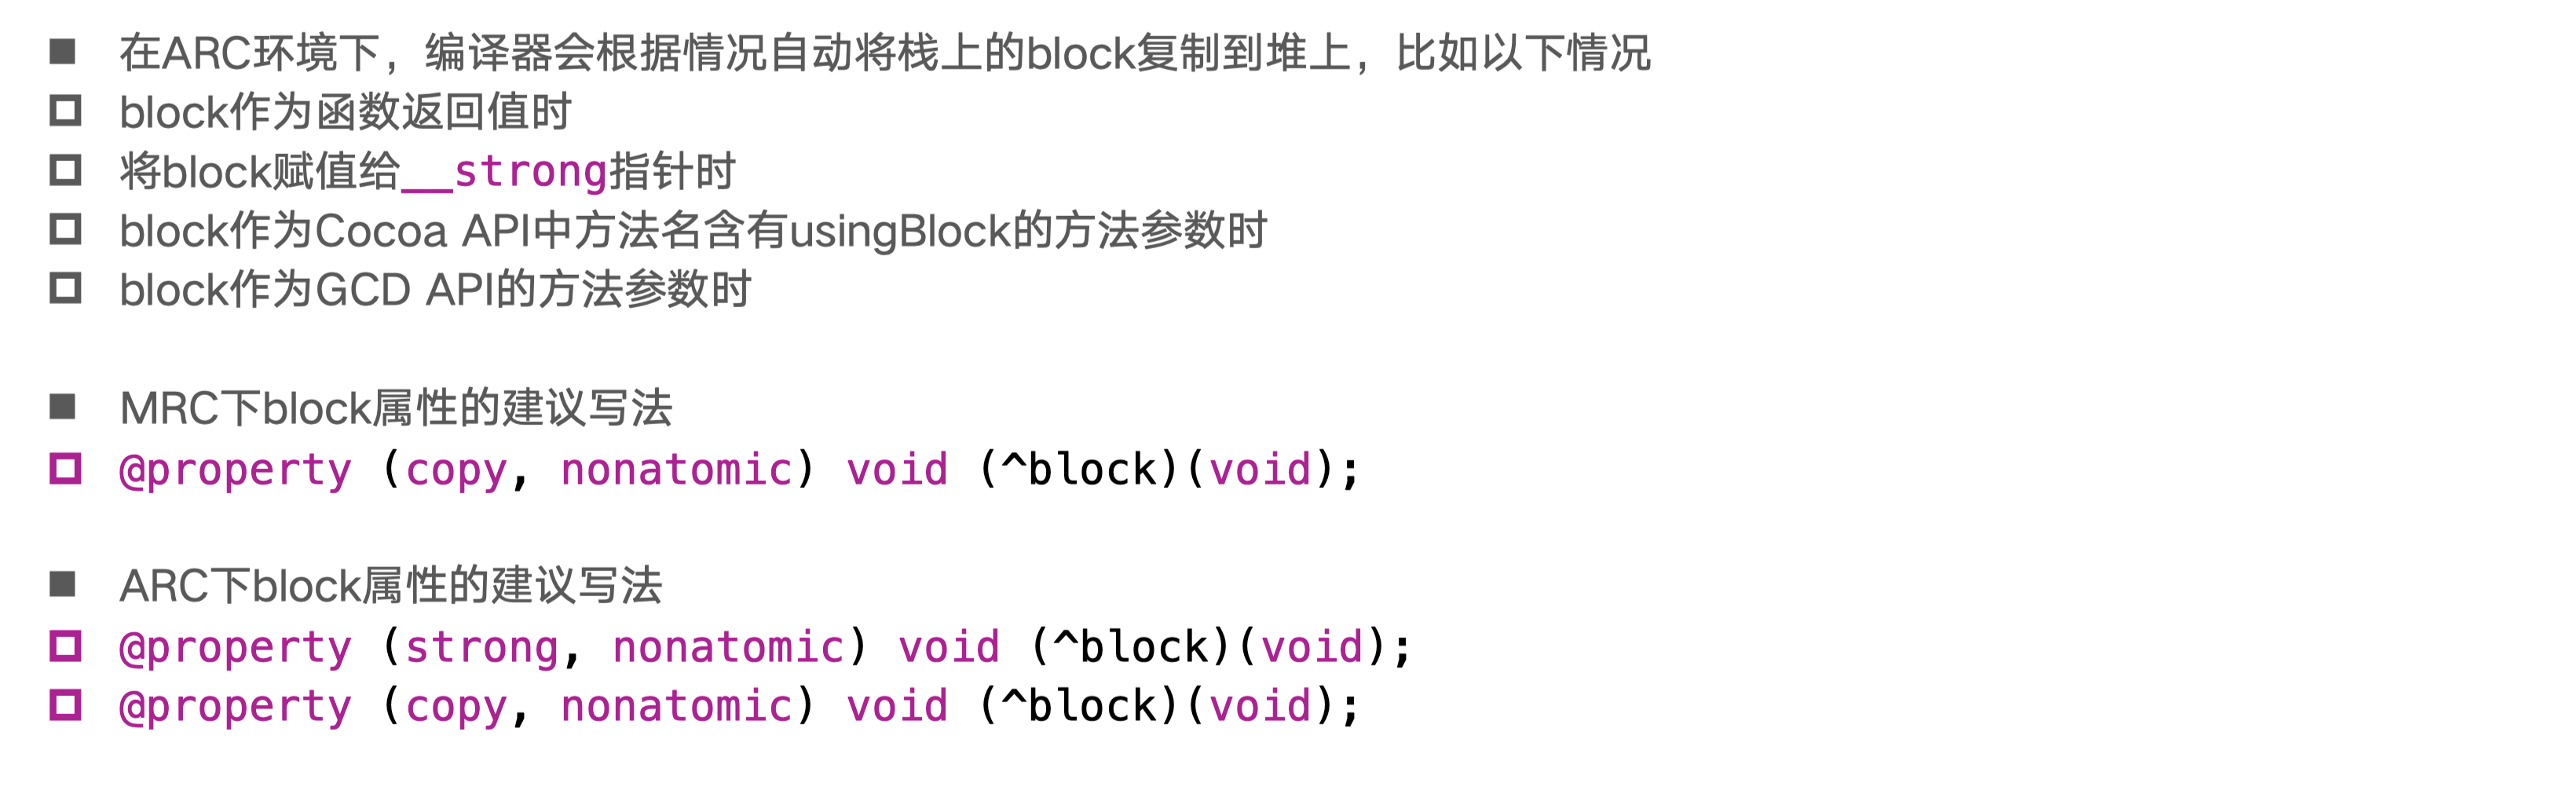 在ARC环境下，编译器会根据情况自动将栈上的block复制到堆上，比如以下情况
block作为函数返回值时
将block赋值给__strong指针时
block作为Cocoa API中方法名含有usingBlock的方法参数时
block作为GCD API的方法参数时
MRC下block属性的建议写法
@property (copy, nonatomic) void (^block)(void);
ARC下block属性的建议写法
@property (strong, nonatomic) void (^block)(void);
@property (copy, nonatomic) void (^block)(void);